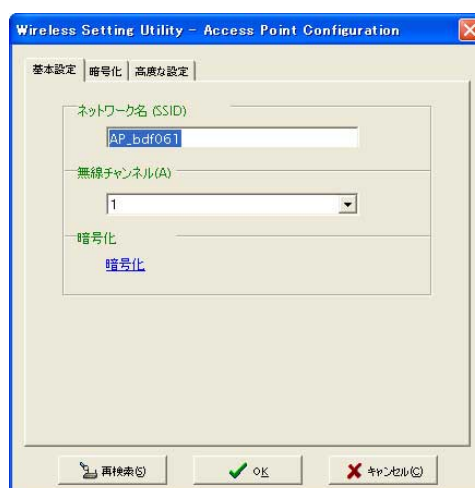 Wireless Setting Utility - Access Point Configuration
基本設定 暗号化 高度な設定
ネットワーク名 (SSID)
AP_bdf061
無線チャンネル(A)
1
暗号化
暗号化
再検索(S) OK キャンセル(C)